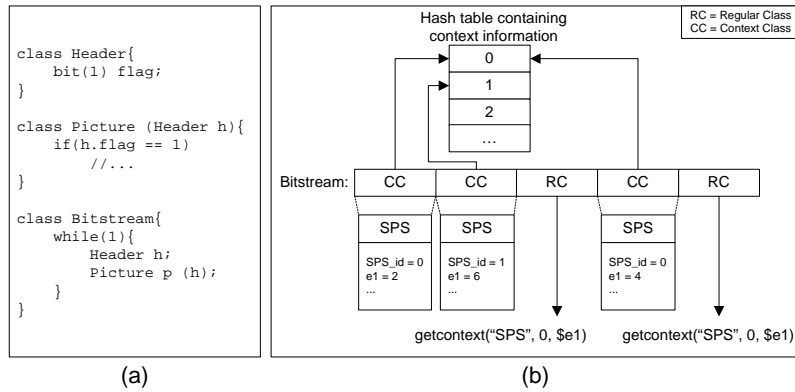 class Header{
bit(1) flag;
}
class Picture (Header h){
if(h.flag == 1)
//...
}
class Bitstream{
while(1){
Header h;
Picture p (h);
}
}
(a)
Hash table containing
context information
RC = Regular Class
CC = Context Class
0
1
2
...
Bitstream: CC CC RC CC RC
SPS SPS SPS
SPS_id = 0 SPS_id = 1 SPS_id = 0
e1 = 2 e1 = 6 e1 = 4
... ... ...
getcontext(“SPS”, 0, $e1) getcontext(“SPS”, 0, $e1)
(b)